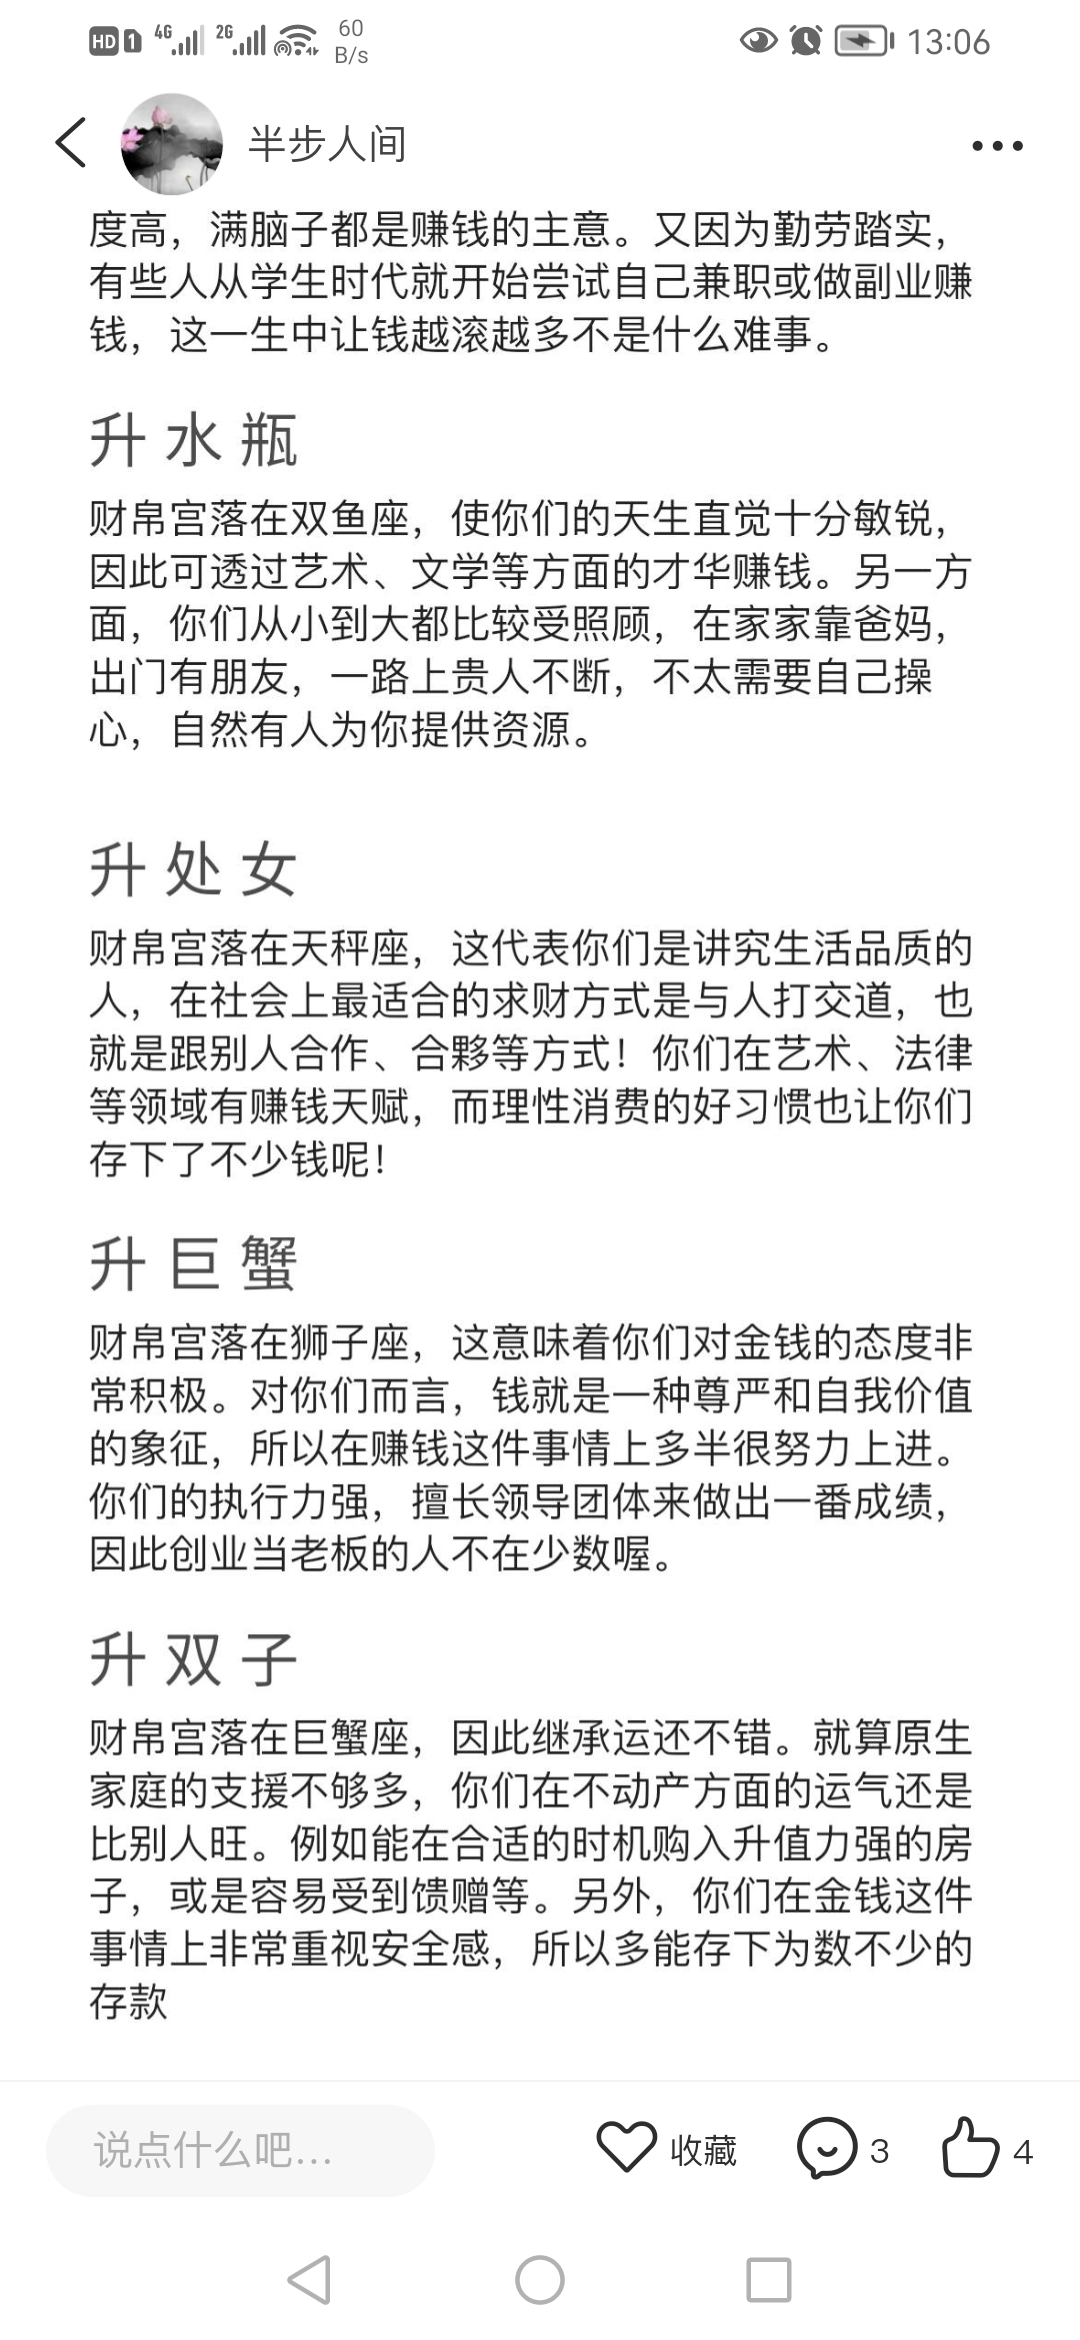 HD 1 4G 2G 60 B/s 13:06
半步人间
度高，满脑子都是赚钱的主意。又因为勤劳踏实，
有些人从学生时代就开始尝试自己兼职或做副业赚
钱，这一生中让钱越滚越多不是什么难事。
升水瓶
财帛宫落在双鱼座，使你们的天生直觉十分敏锐，
因此可透过艺术、文学等方面的才华赚钱。另一方
面，你们从小到大都比较受照顾，在家家靠爸妈，
出门有朋友，一路上贵人不断，不太需要自己操
心，自然有人为你提供资源。
升处女
财帛宫落在天秤座，这代表你们是讲究生活品质的
人，在社会上最适合的求财方式是与人打交道，也
就是跟别人合作、合夥等方式！你们在艺术、法律
等领域有赚钱天赋，而理性消费的好习惯也让你们
存下了不少钱呢！
升巨蟹
财帛宫落在狮子座，这意味着你们对金钱的态度非
常积极。对你们而言，钱就是一种尊严和自我价值
的象征，所以在赚钱这件事情上多半很努力上进。
你们的执行力强，擅长领导团体来做出一番成绩，
因此创业当老板的人不在少数喔。
升双子
财帛宫落在巨蟹座，因此继承运还不错。就算原生
家庭的支援不够多，你们在不动产方面的运气还是
比别人旺。例如能在合适的时机购入升值力强的房
子，或是容易受到馈赠等。另外，你们在金钱这件
事情上非常重视安全感，所以多能存下为数不少的
存款
说点什么吧... 收藏 3 4